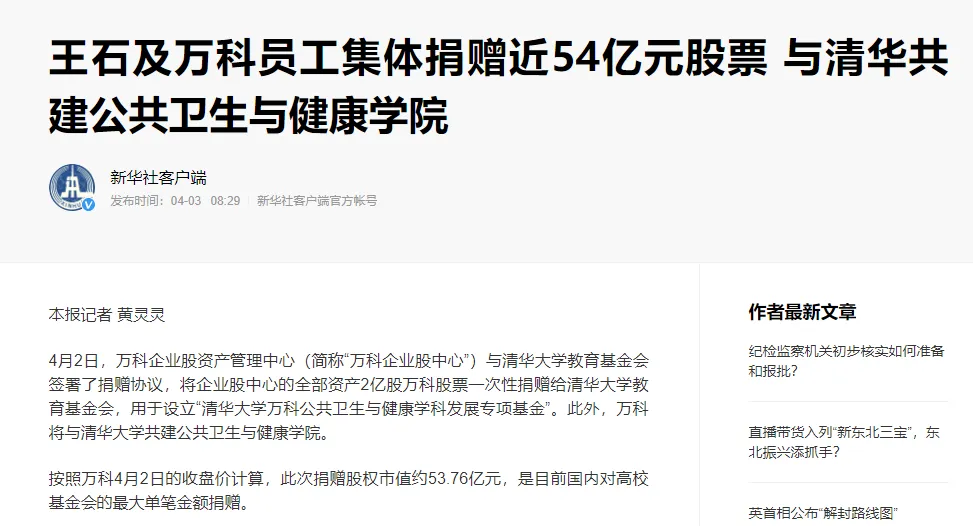 王石及万科员工集体捐赠近54亿元股票 与清华共
建公共卫生与健康学院
新华社客户端
发布时间：04-03 08:29 新华社客户端官方帐号
本报记者 黄灵灵
4月2日，万科企业股资产管理中心（简称“万科企业股中心”）与清华大学教育基金会
签署了捐赠协议，将企业股中心的全部资产2亿股万科股票一次性捐赠给清华大学教
育基金会，用于设立“清华大学万科公共卫生与健康学科发展专项基金”。此外，万科
将与清华大学共建公共卫生与健康学院。
按照万科4月2日的收盘价计算，此次捐赠股权市值约53.76亿元，是目前国内对高校
基金会的最大单笔金额捐赠。
作者最新文章
纪检监察机关初步核实如何准备
和报批？
直播带货入列“新东北三宝”，东
北振兴添抓手？
英首相公布“解封路线图”